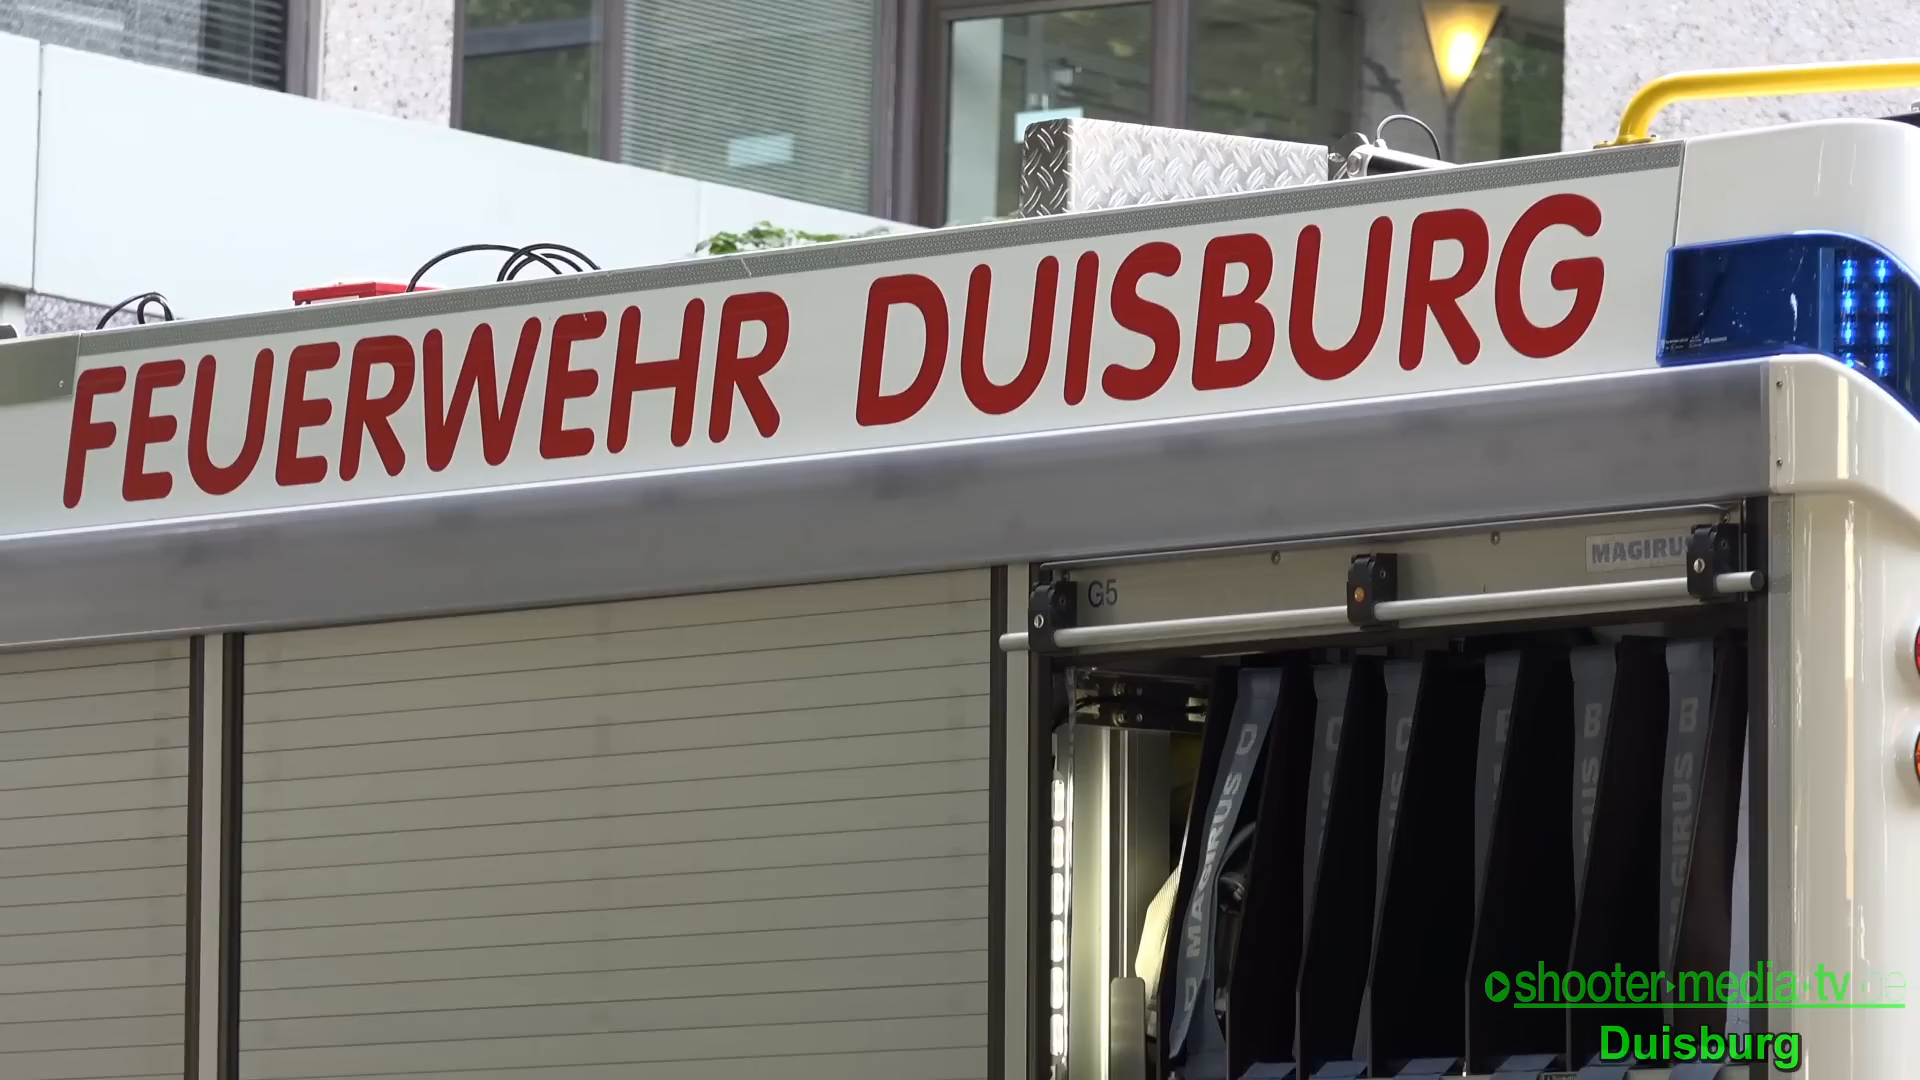 FEUERWEHR DUISBURG
MAGIRUS
G5
MAGIRUS D
MAGIRUS B
shooter-media-tv.de
Duisburg